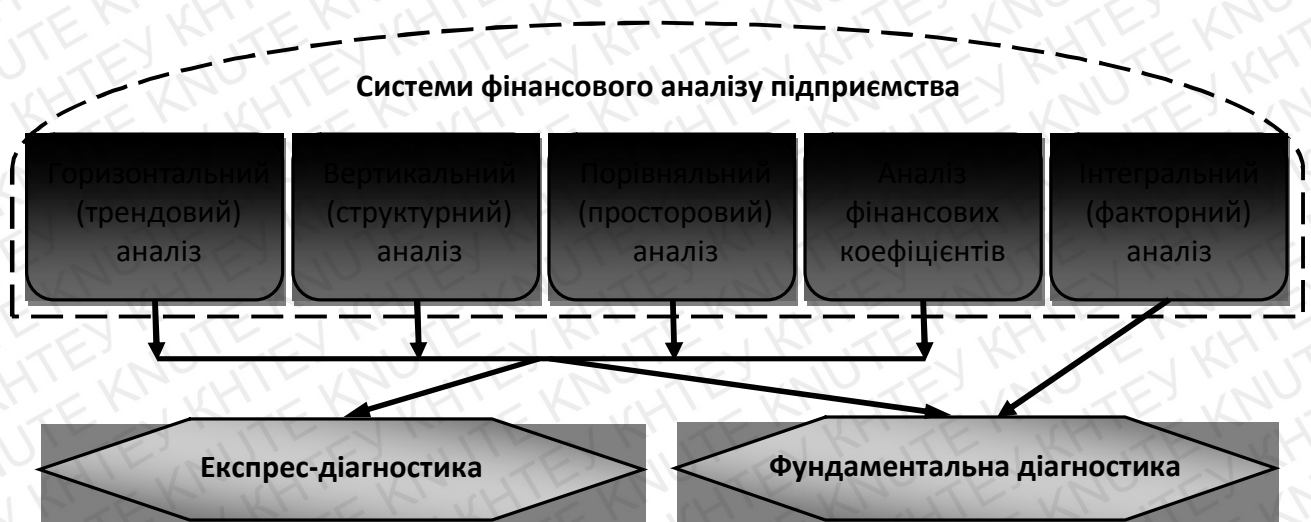 Системи фінансового аналізу підприємства
Горизонтальний
(трендовий)
аналіз
Вертикальний
(структурний)
аналіз
Порівняльний
(просторовий)
аналіз
Аналіз
фінансових
коефіцієнтів
Інтегральний
(факторний)
аналіз
Експрес-діагностика
Фундаментальна діагностика